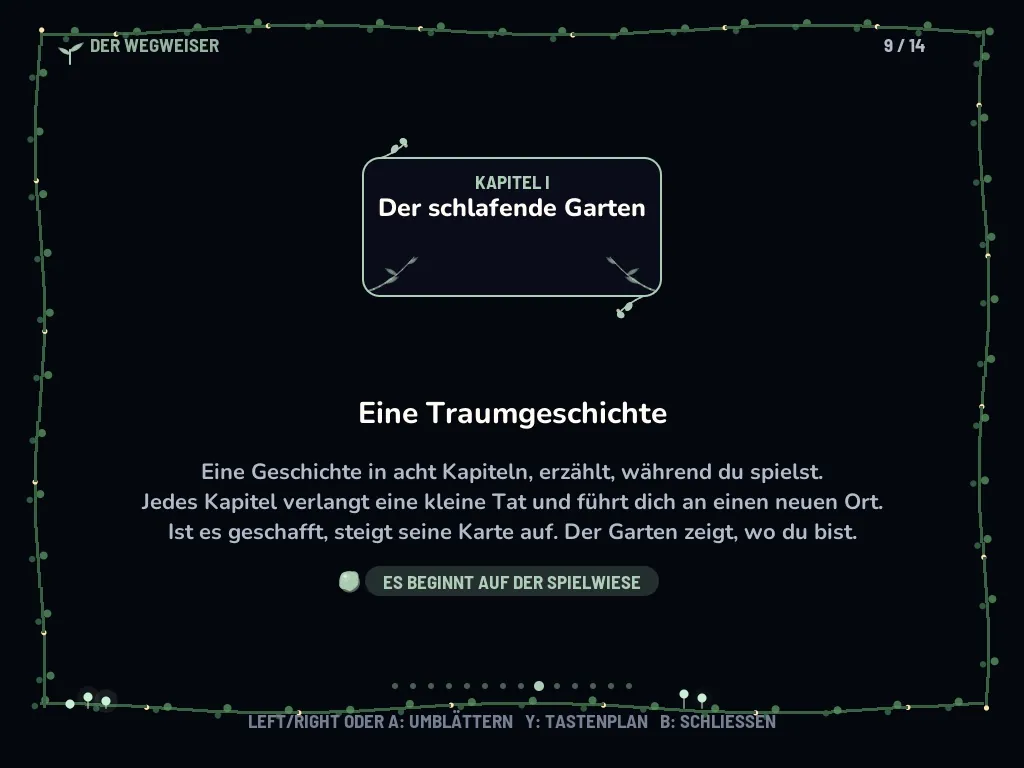 DER WEGWEISER
9 / 14
KAPITEL I
Der schlafende Garten
Eine Traumgeschichte
Eine Geschichte in acht Kapiteln, erzählt, während du spielst.
Jedes Kapitel verlangt eine kleine Tat und führt dich an einen neuen Ort.
Ist es geschafft, steigt seine Karte auf. Der Garten zeigt, wo du bist.
ES BEGINNT AUF DER SPIELWIESE
LEFT/RIGHT ODER A: UMBLÄTTERN Y: TASTENPLAN B: SCHLIESSEN